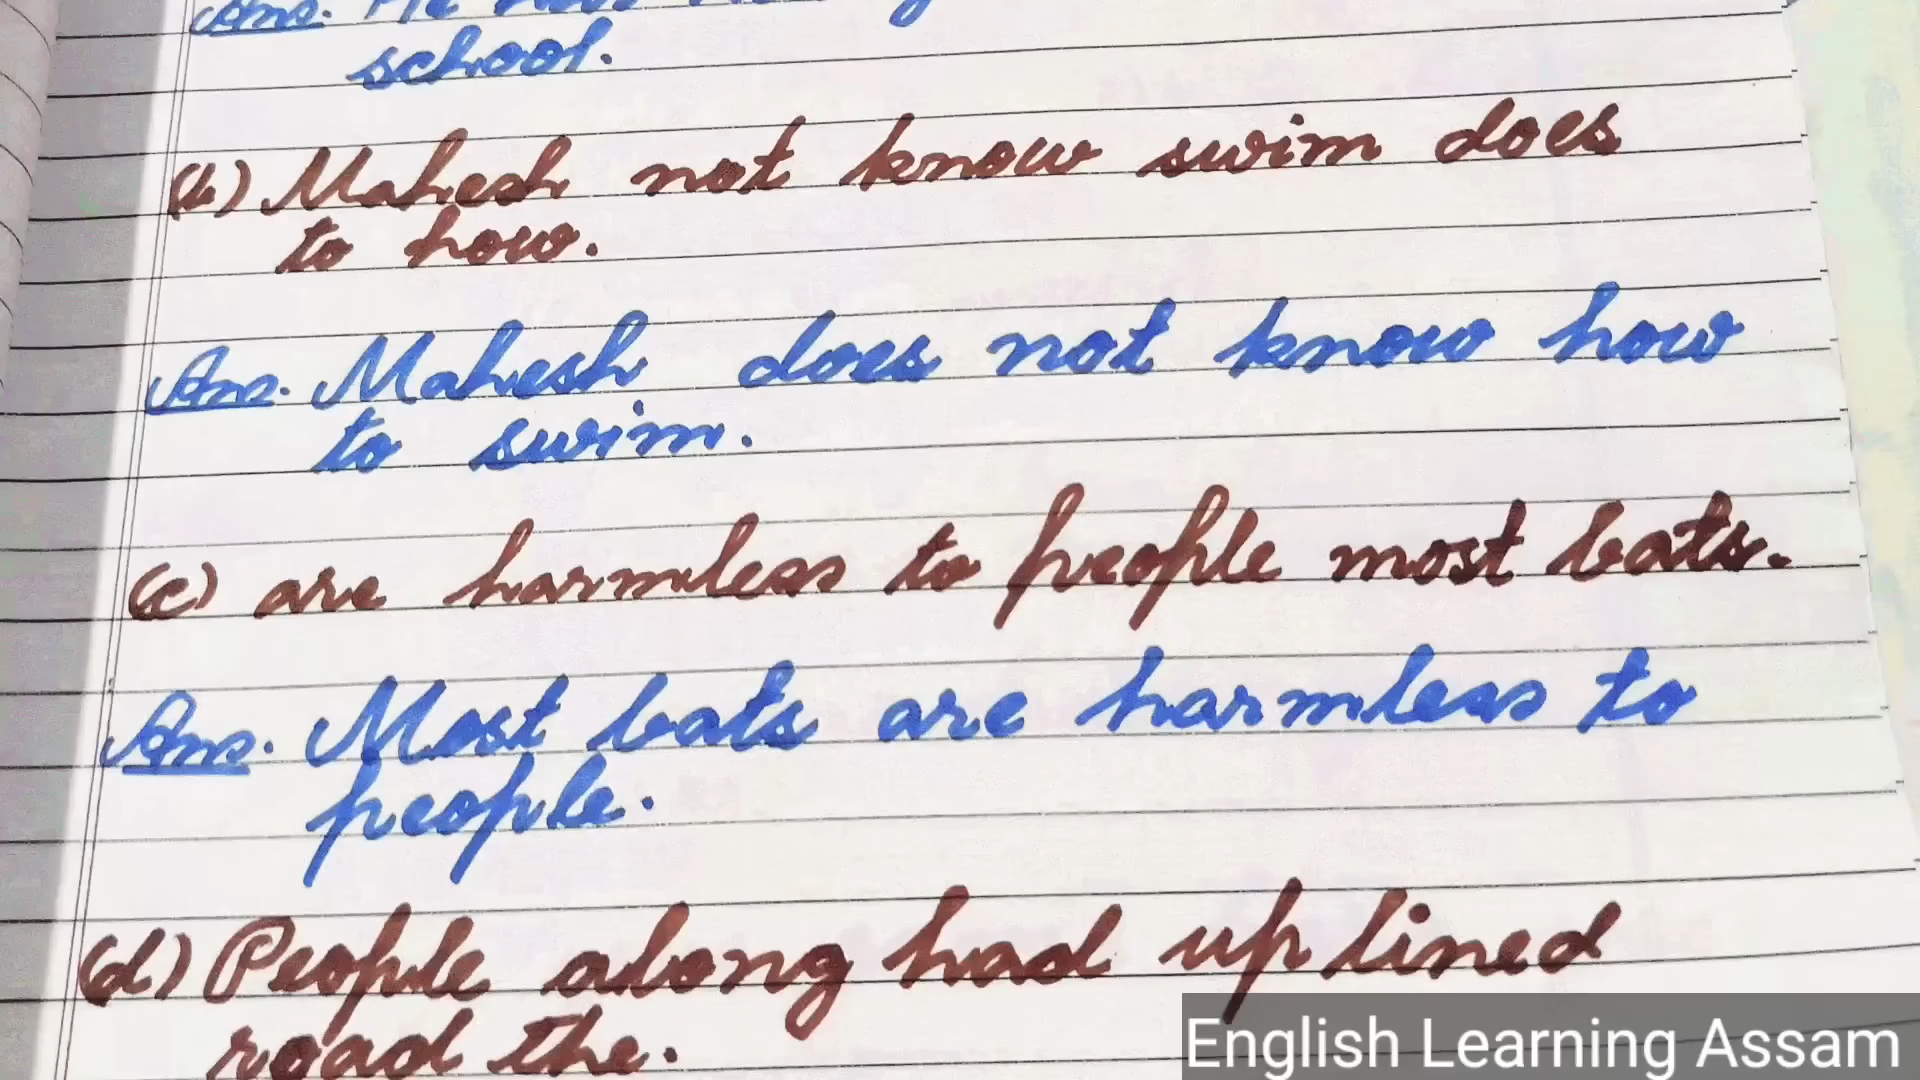 Ans. He
school.
(b) Mahesh not know swim does
to how.
Ans. Mahesh does not know how
to swim.
(c) are harmless to people most bats.
Ans. Most bats are harmless to
people.
(d) People along had up lined
road the.
English Learning Assam